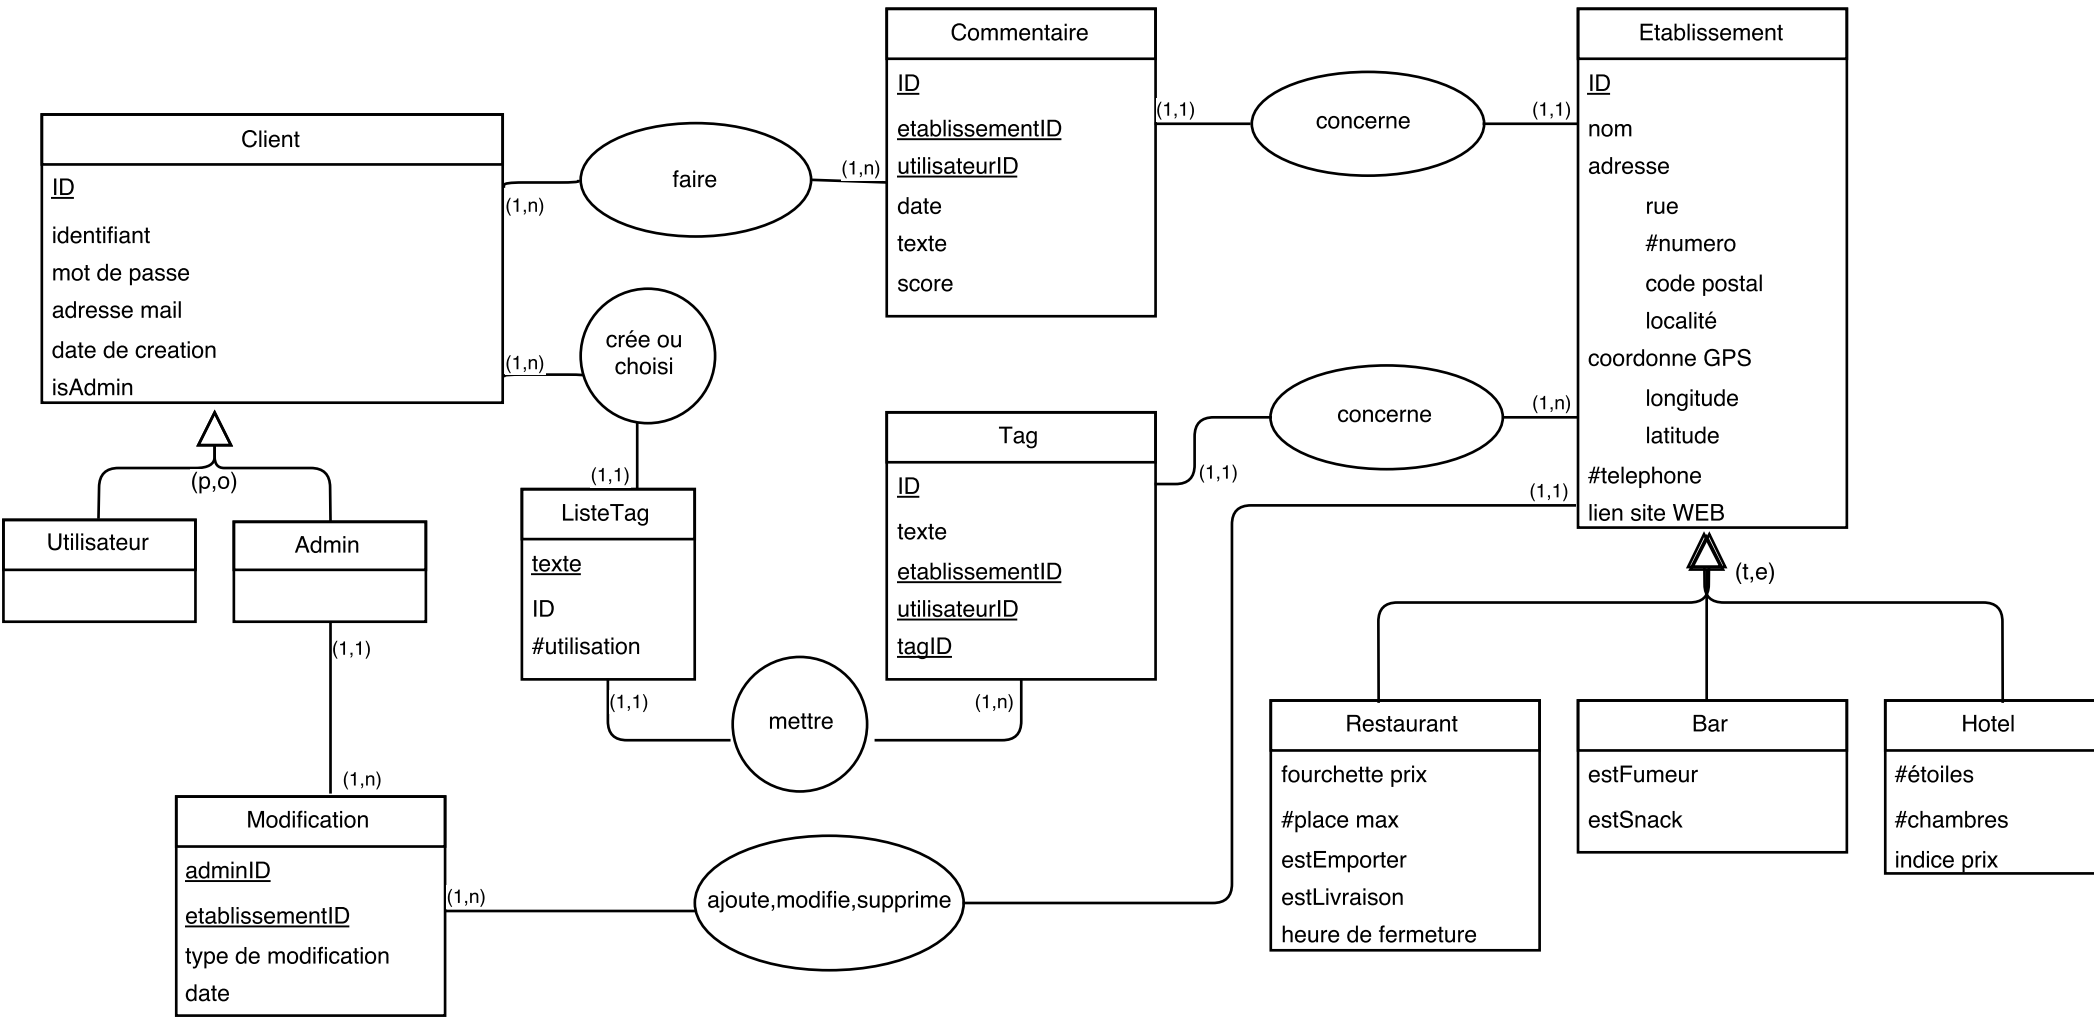 Commentaire
ID
etablissementID
utilisateurID
date
texte
score
Etablissement
ID
nom
adresse
rue
#numero
code postal
localité
coordonne GPS
longitude
latitude
#telephone
lien site WEB
(1,1)
concerne
(1,1)
Client
ID
identifiant
mot de passe
adresse mail
date de creation
isAdmin
(1,n)
faire
(1,n)
(1,n)
crée ou
choisi
(1,1)
(p,o)
Utilisateur
Admin
ListeTag
texte
ID
#utilisation
Tag
ID
texte
etablissementID
utilisateurID
tagID
(1,1)
concerne
(1,n)
(1,1)
(t,e)
(1,1)
(1,1)
mettre
(1,n)
(1,n)
Modification
adminID
etablissementID
type de modification
date
(1,n)
ajoute,modifie,supprime
Restaurant
fourchette prix
#place max
estEmporter
estLivraison
heure de fermeture
Bar
estFumeur
estSnack
Hotel
#étoiles
#chambres
indice prix